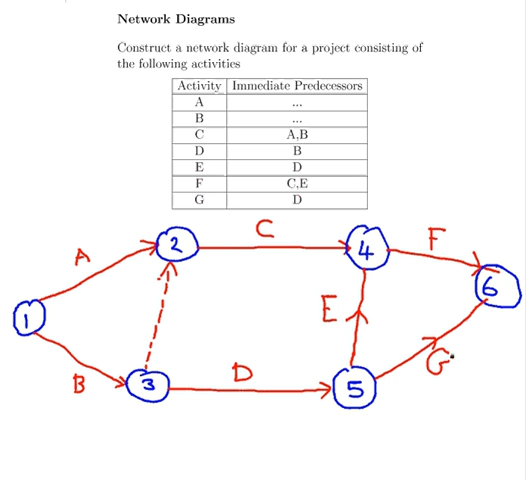 Network Diagrams
Construct a network diagram for a project consisting of
the following activities
Activity Immediate Predecessors
A ...
B ...
C A,B
D B
E D
F C,E
G D
A
2
C
4
F
6
1
E
B
3
D
5
G